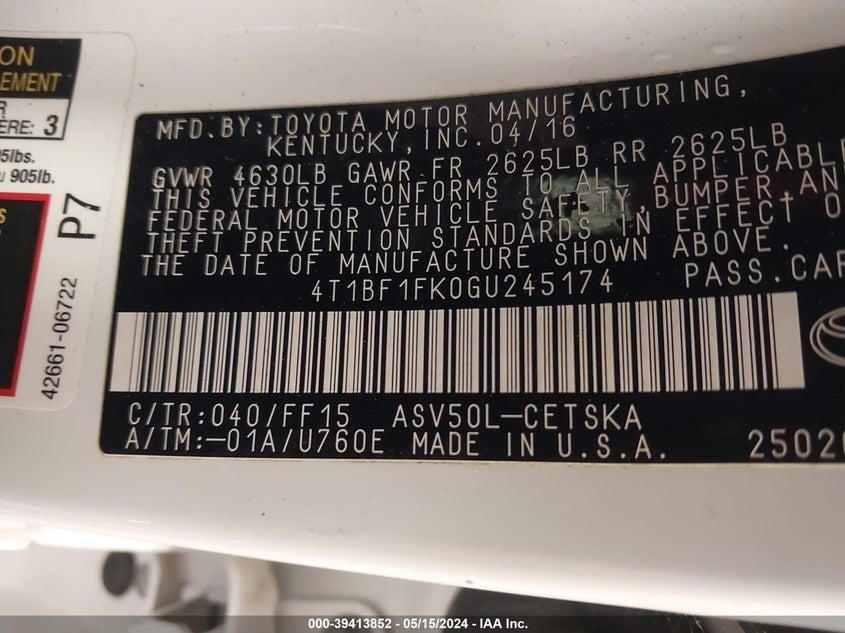 ON
EMENT
R
ERE: 3
5lbs.
905lb.
S
P7
42661-06722
MFD. BY: TOYOTA MOTOR MANUFACTURING,
KENTUCKY, INC. 04/16
GVWR 4630LB GAWR FR 2625LB RR 2625LB
THIS VEHICLE CONFORMS TO ALL APPLICABLE
FEDERAL MOTOR VEHICLE SAFETY, BUMPER, AN
THEFT PREVENTION STANDARDS IN EFFECT O
THE DATE OF MANUFACTURE SHOWN ABOVE.
4T1BF1FK0GU245174 PASS. CAR
C/TR: 040/FF15 ASV50L-CETSKA
A/TM: -01A/U760E MADE IN U.S.A.
2502
000-39413852 - 05/15/2024 - IAA Inc.